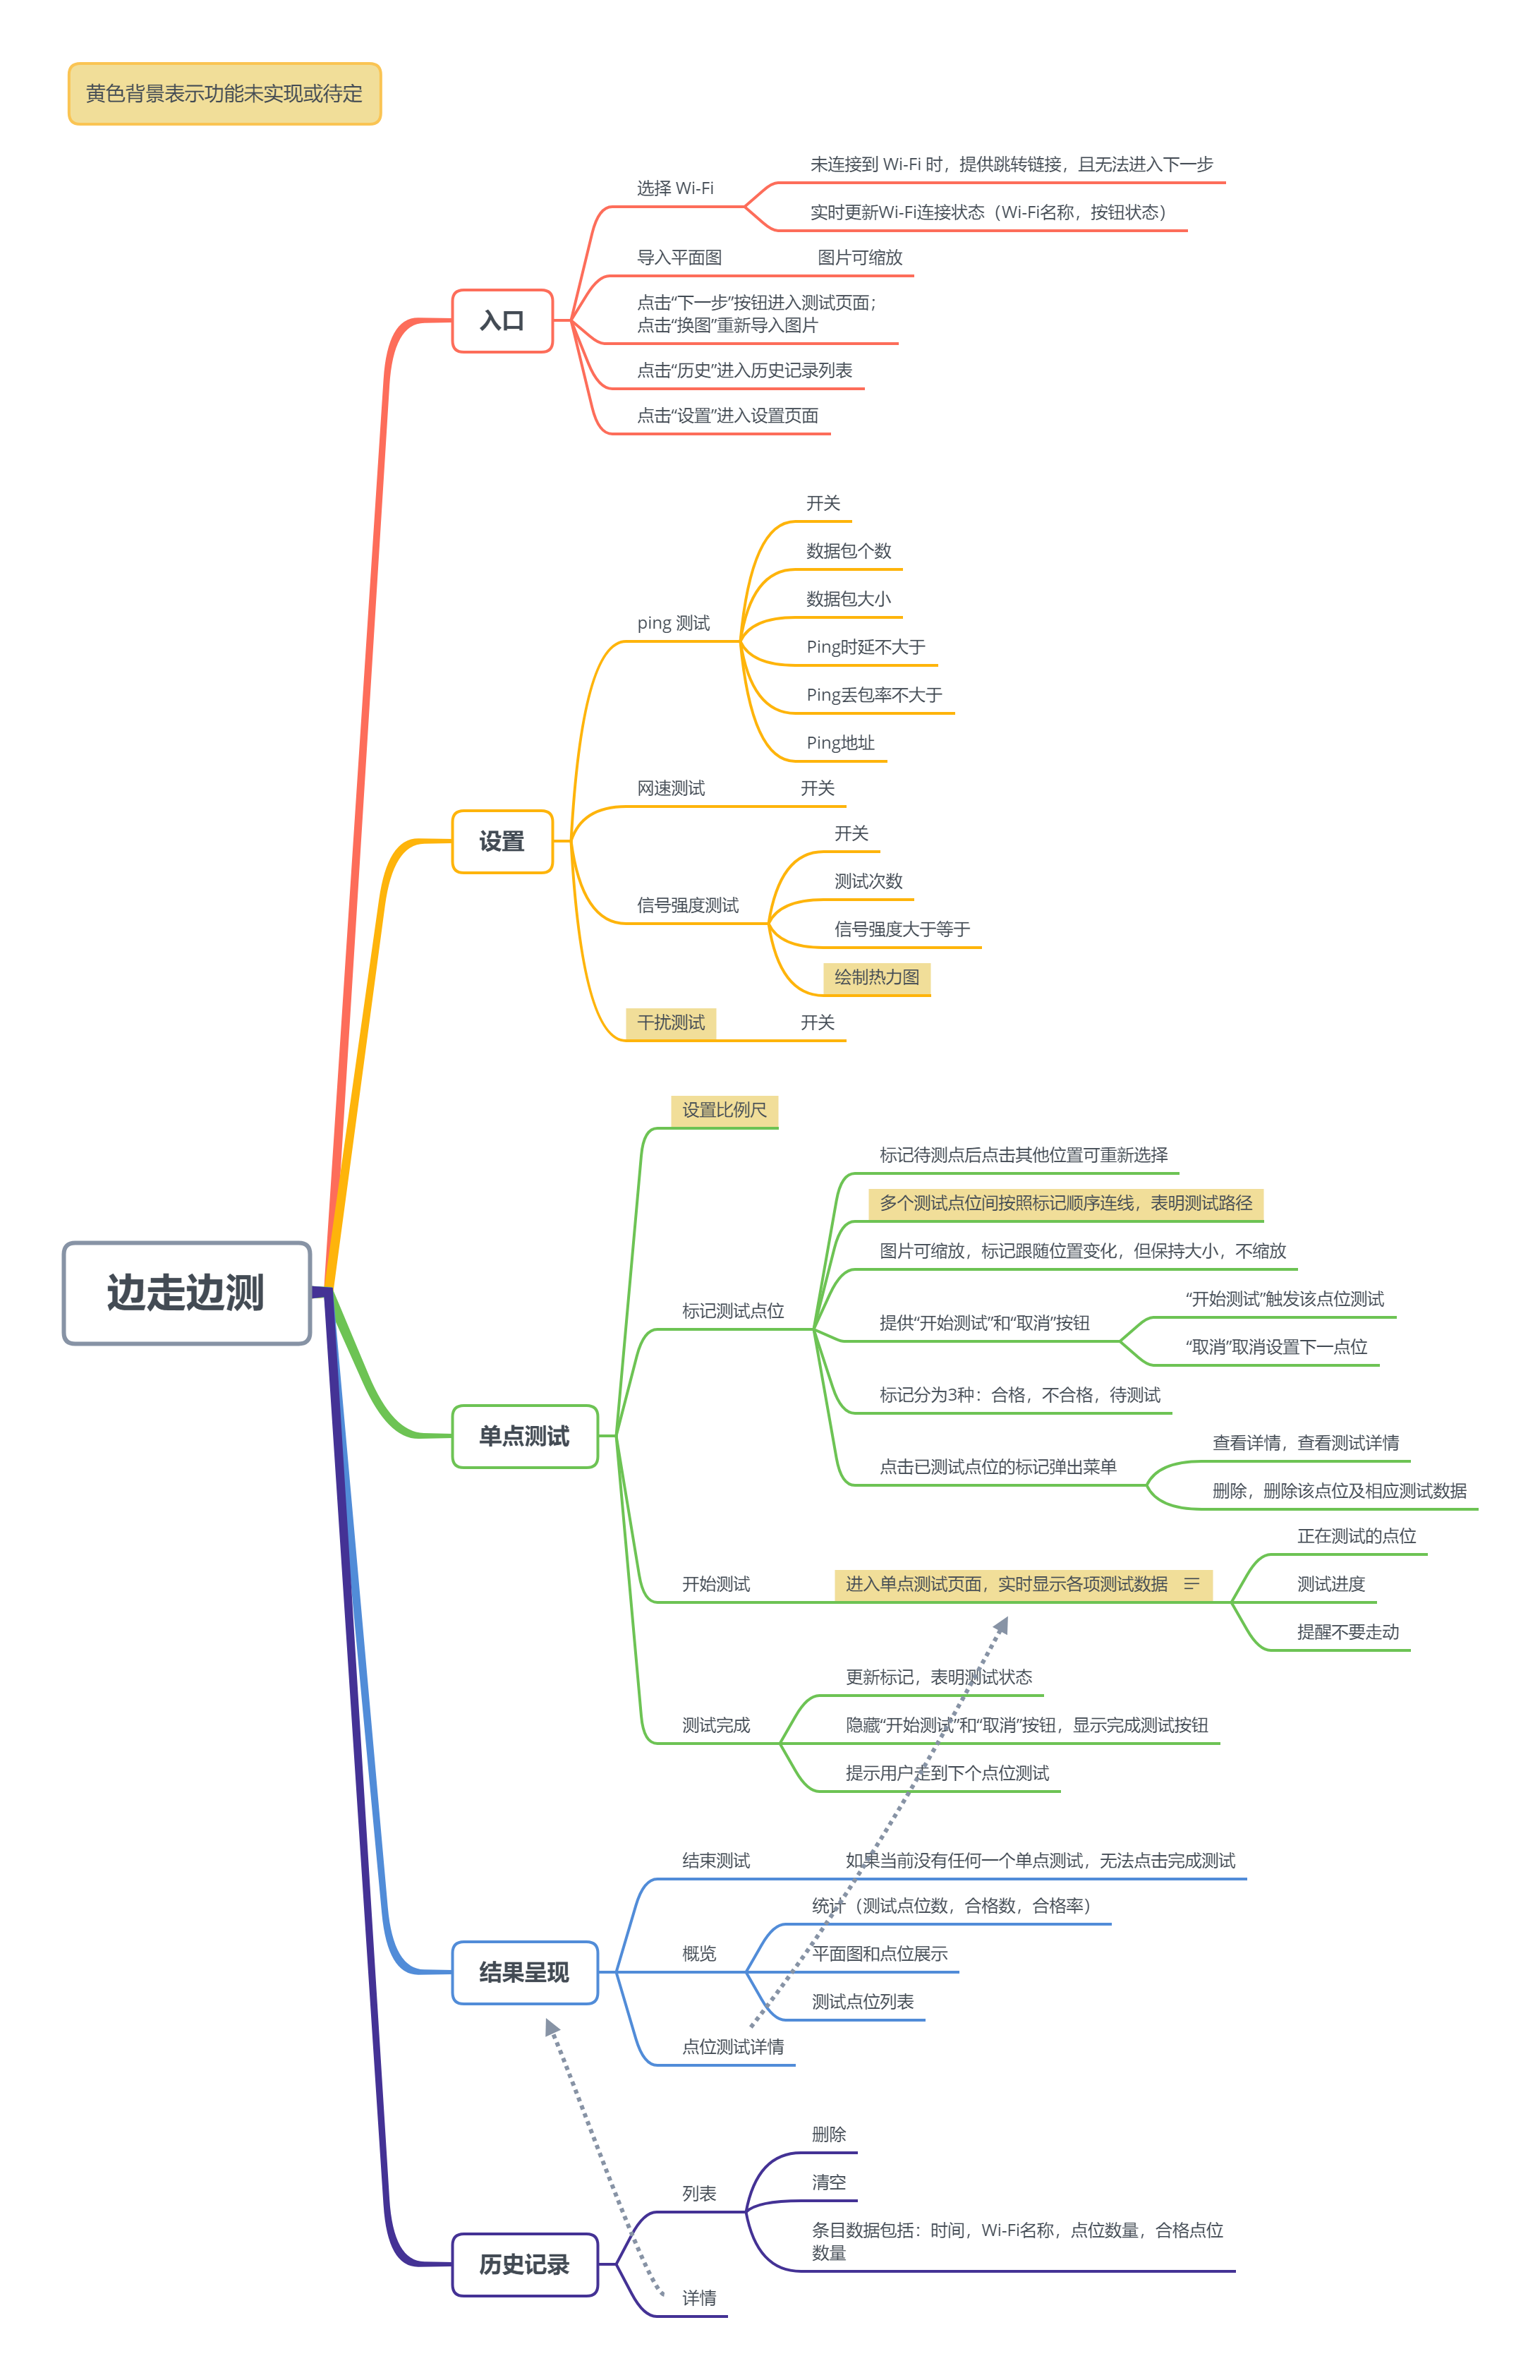 黄色背景表示功能未实现或待定
边走边测
入口
选择 Wi-Fi
未连接到 Wi-Fi 时，提供跳转链接，且无法进入下一步
实时更新Wi-Fi连接状态（Wi-Fi名称，按钮状态）
导入平面图
图片可缩放
点击“下一步”按钮进入测试页面；
点击“换图”重新导入图片
点击“历史”进入历史记录列表
点击“设置”进入设置页面
设置
ping 测试
开关
数据包个数
数据包大小
Ping时延不大于
Ping丢包率不大于
Ping地址
网速测试
开关
信号强度测试
开关
测试次数
信号强度大于等于
绘制热力图
干扰测试
开关
单点测试
设置比例尺
标记测试点位
标记待测点后点击其他位置可重新选择
多个测试点位间按照标记顺序连线，表明测试路径
图片可缩放，标记跟随位置变化，但保持大小，不缩放
提供“开始测试”和“取消”按钮
“开始测试”触发该点位测试
“取消”取消设置下一点位
标记分为3种：合格，不合格，待测试
点击已测试点位的标记弹出菜单
查看详情，查看测试详情
删除，删除该点位及相应测试数据
开始测试
进入单点测试页面，实时显示各项测试数据
正在测试的点位
测试进度
提醒不要走动
测试完成
更新标记，表明测试状态
隐藏“开始测试”和“取消”按钮，显示完成测试按钮
提示用户走到下个点位测试
结果呈现
结束测试
如果当前没有任何一个单点测试，无法点击完成测试
概览
统计（测试点位数，合格数，合格率）
平面图和点位展示
测试点位列表
点位测试详情
历史记录
列表
删除
清空
条目数据包括：时间，Wi-Fi名称，点位数量，合格点位
数量
详情